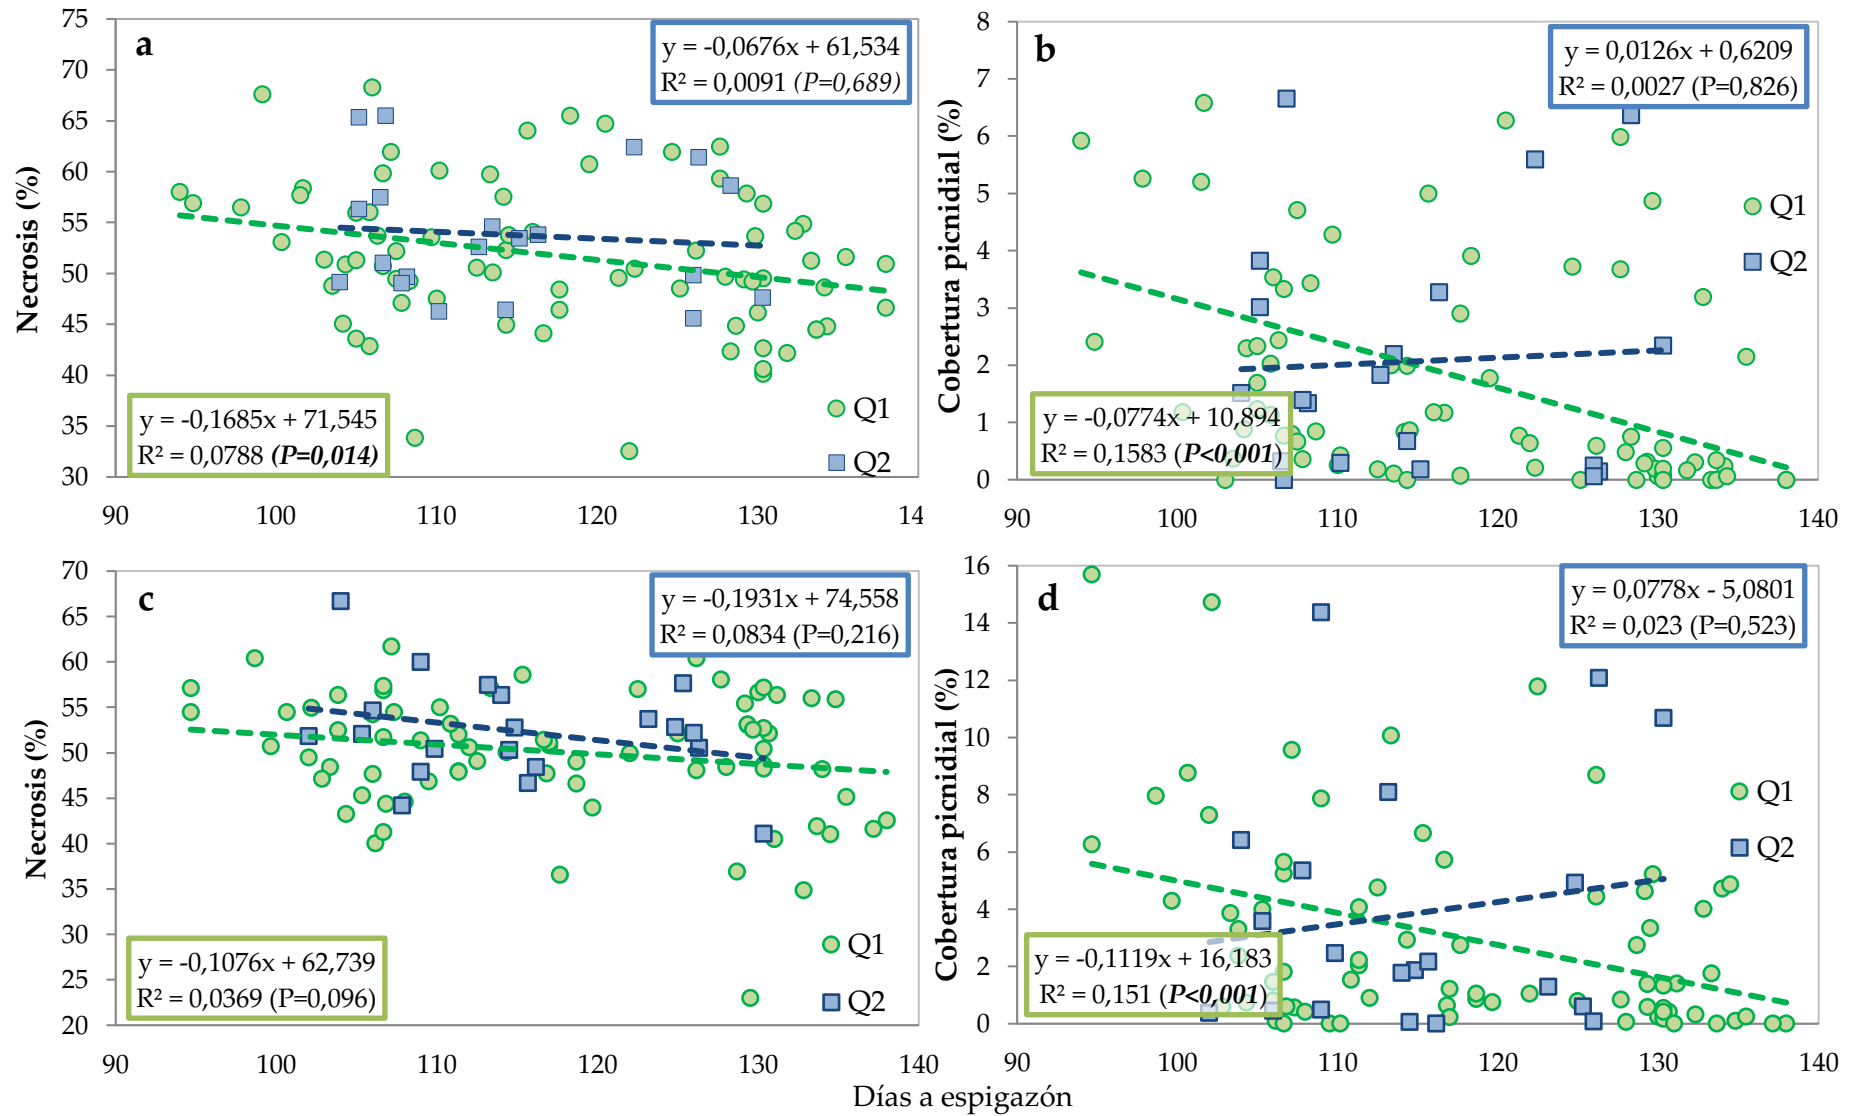 a
y = -0,0676x + 61,534
R² = 0,0091 (P=0,689)
y = -0,1685x + 71,545
R² = 0,0788 (P=0,014)
Q1
Q2
Necrosis (%)
75
70
65
60
55
50
45
40
35
30
90
100
110
120
130
14
b
y = 0,0126x + 0,6209
R² = 0,0027 (P=0,826)
y = -0,0774x + 10,894
R² = 0,1583 (P<0,001)
Q1
Q2
Cobertura picnidial (%)
8
7
6
5
4
3
2
1
0
90
100
110
120
130
140
c
y = -0,1931x + 74,558
R² = 0,0834 (P=0,216)
y = -0,1076x + 62,739
R² = 0,0369 (P=0,096)
Q1
Q2
Necrosis (%)
70
65
60
55
50
45
40
35
30
25
20
90
100
110
120
130
140
d
y = 0,0778x - 5,0801
R² = 0,023 (P=0,523)
y = -0,1119x + 16,183
R² = 0,151 (P<0,001)
Q1
Q2
Cobertura picnidial (%)
16
14
12
10
8
6
4
2
0
90
100
110
120
130
140
Días a espigazón